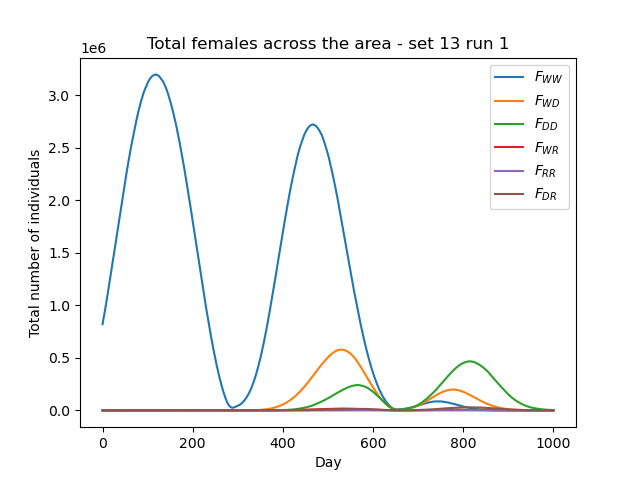 Total females across the area - set 13 run 1
1e6
3.0
2.5
2.0
1.5
1.0
0.5
0.0
Total number of individuals
0 200 400 600 800 1000
Day
F_WW
F_WD
F_DD
F_WR
F_RR
F_DR